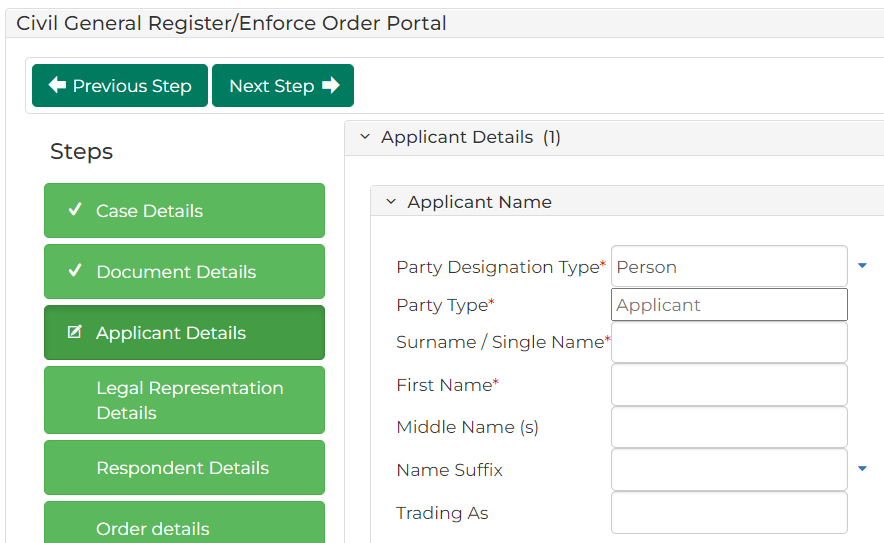 Civil General Register/Enforce Order Portal
Previous Step
Next Step
Steps
Case Details
Document Details
Applicant Details
Legal Representation
Details
Respondent Details
Order details
Applicant Details (1)
Applicant Name
Party Designation Type* Person
Party Type* Applicant
Surname / Single Name*
First Name*
Middle Name (s)
Name Suffix
Trading As